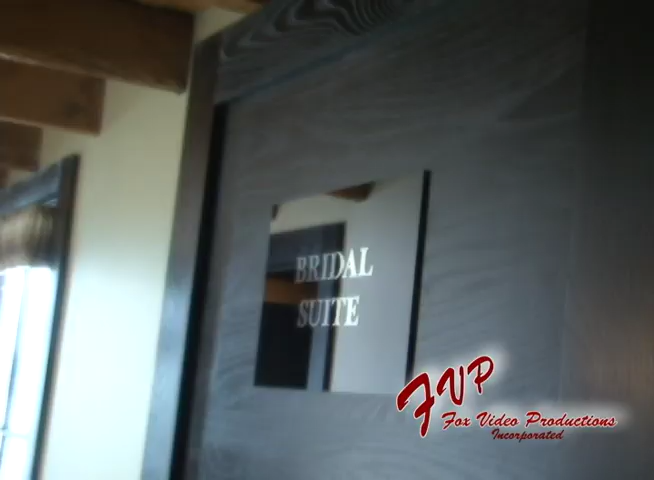 BRIDAL
SUITE
FVP
Fox Video Productions
Incorporated